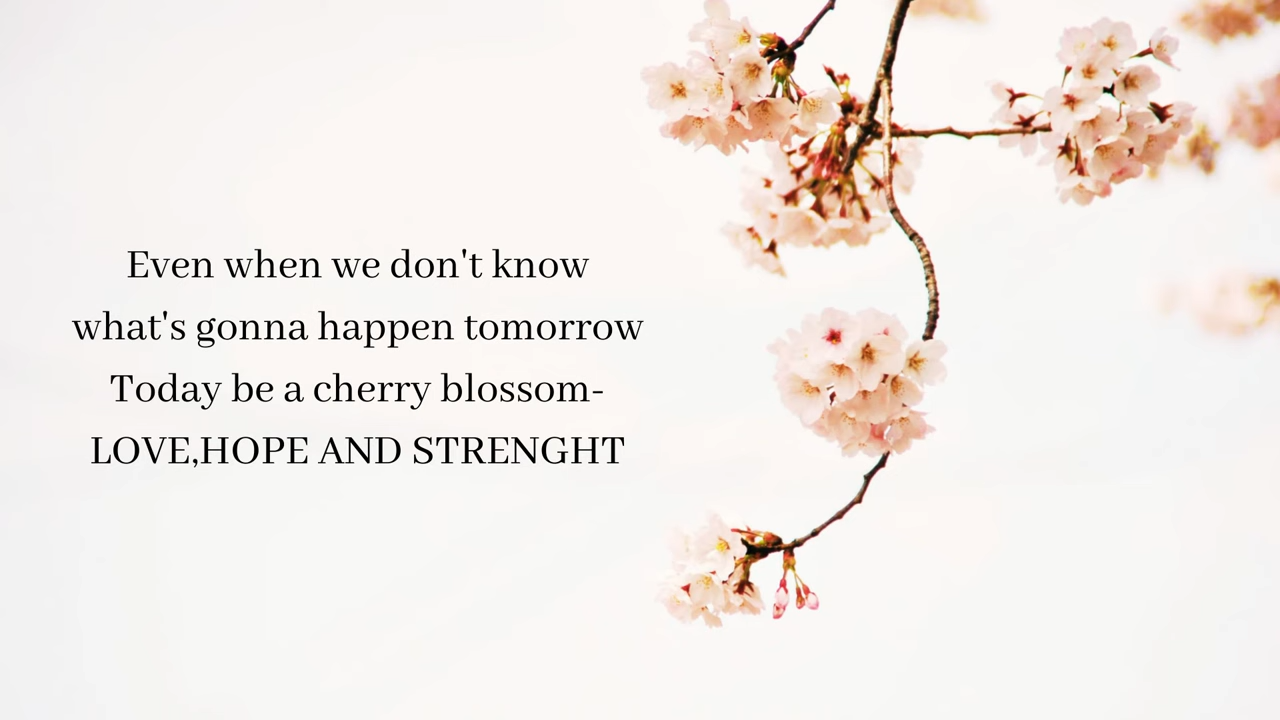 Even when we don't know
what's gonna happen tomorrow
Today be a cherry blossom-
LOVE,HOPE AND STRENGHT